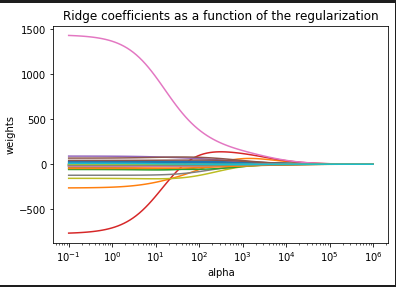 Ridge coefficients as a function of the regularization
1500
1000
500
0
−500
weights
10⁻¹ 10⁰ 10¹ 10² 10³ 10⁴ 10⁵ 10⁶
alpha